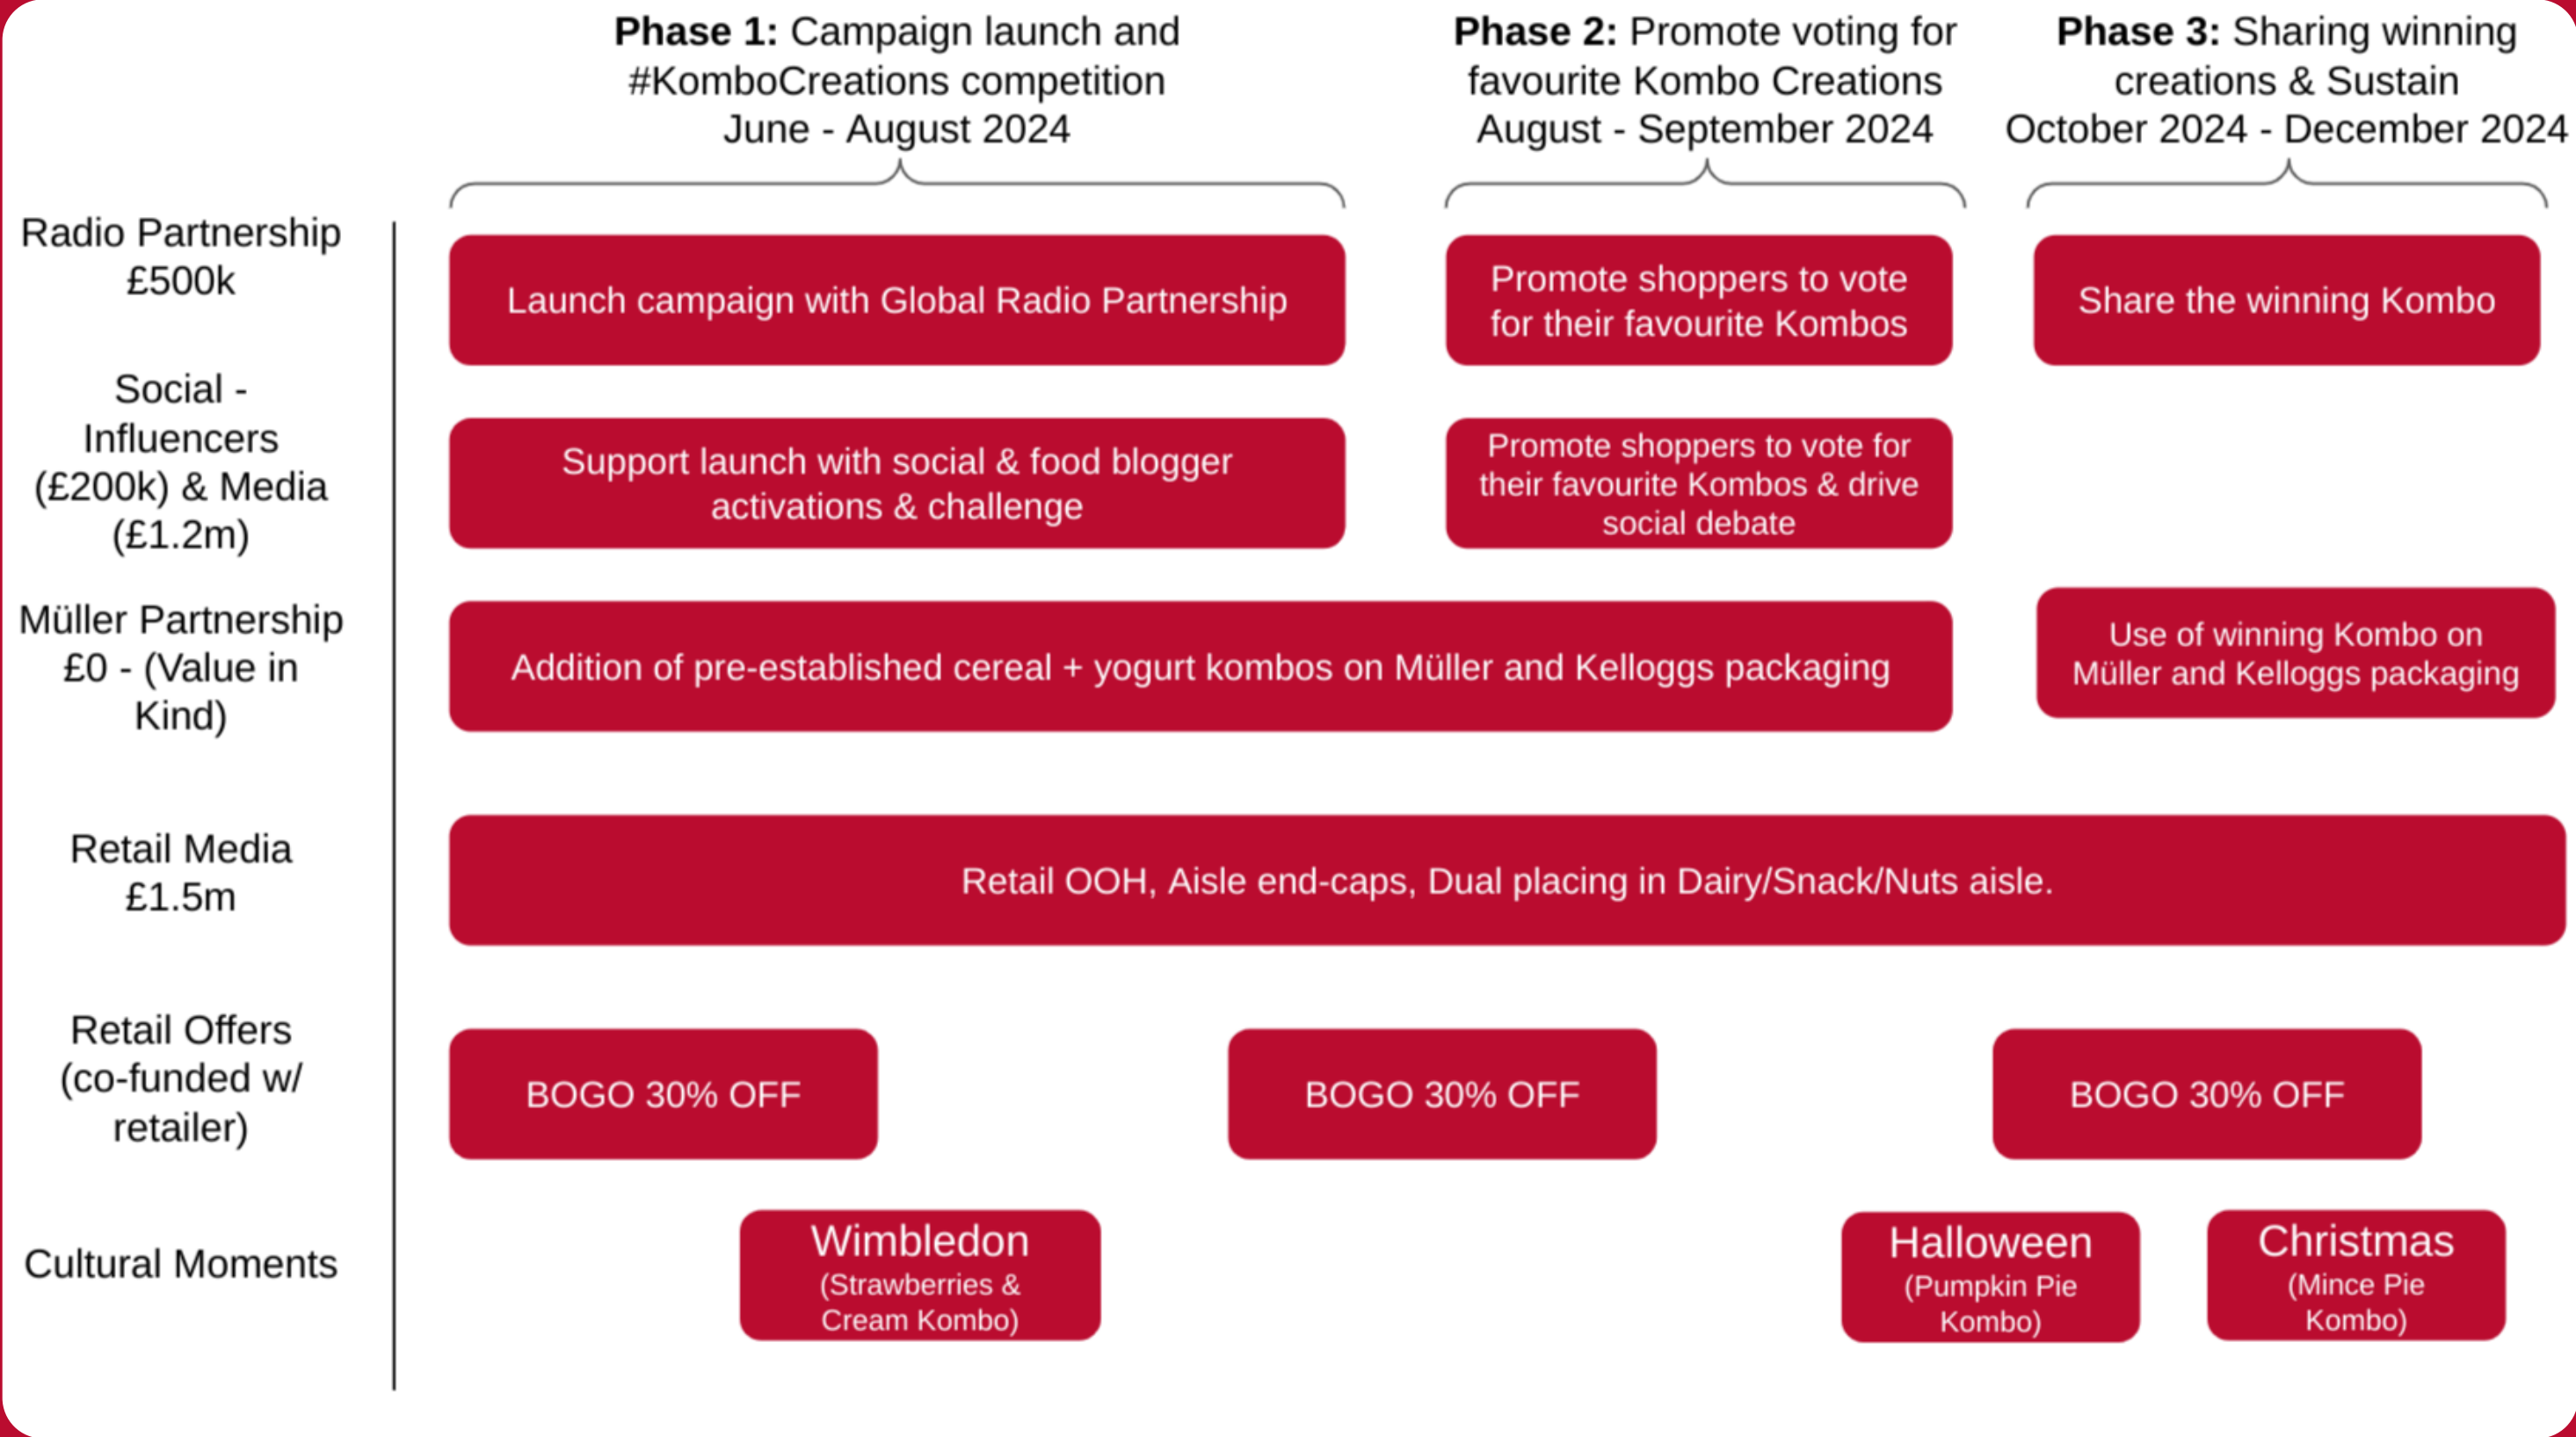 Phase 1: Campaign launch and
#KomboCreations competition
June - August 2024
Phase 2: Promote voting for
favourite Kombo Creations
August - September 2024
Phase 3: Sharing winning
creations & Sustain
October 2024 - December 2024
Radio Partnership
£500k
Launch campaign with Global Radio Partnership
Promote shoppers to vote
for their favourite Kombos
Share the winning Kombo
Social -
Influencers
(£200k) & Media
(£1.2m)
Support launch with social & food blogger
activations & challenge
Promote shoppers to vote for
their favourite Kombos & drive
social debate
Müller Partnership
£0 - (Value in
Kind)
Addition of pre-established cereal + yogurt kombos on Müller and Kelloggs packaging
Use of winning Kombo on
Müller and Kelloggs packaging
Retail Media
£1.5m
Retail OOH, Aisle end-caps, Dual placing in Dairy/Snack/Nuts aisle.
Retail Offers
(co-funded w/
retailer)
BOGO 30% OFF
BOGO 30% OFF
BOGO 30% OFF
Cultural Moments
Wimbledon
(Strawberries &
Cream Kombo)
Halloween
(Pumpkin Pie
Kombo)
Christmas
(Mince Pie
Kombo)